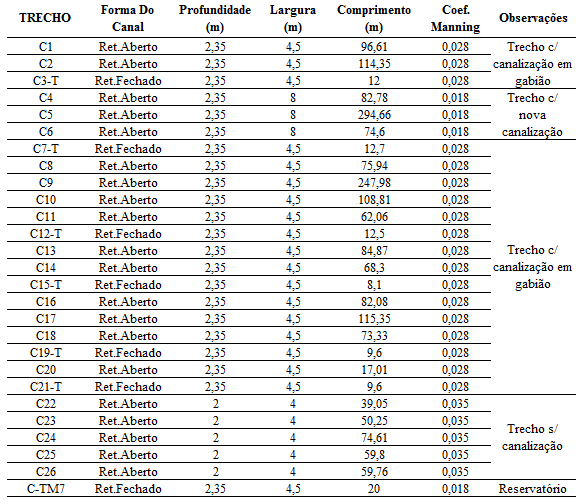 TRECHO Forma Do Canal Profundidade (m) Largura (m) Comprimento (m) Coef. Manning Observações
C1 Ret.Aberto 2,35 4,5 96,61 0,028 Trecho c/ canalização em gabião
C2 Ret.Aberto 2,35 4,5 114,35 0,028
C3-T Ret.Fechado 2,35 4,5 12 0,028
C4 Ret.Aberto 2,35 8 82,78 0,018 Trecho c/ nova canalização
C5 Ret.Aberto 2,35 8 294,66 0,018
C6 Ret.Aberto 2,35 8 74,6 0,018
C7-T Ret.Fechado 2,35 4,5 12,7 0,028 Trecho c/ canalização em gabião
C8 Ret.Aberto 2,35 4,5 75,94 0,028
C9 Ret.Aberto 2,35 4,5 247,98 0,028
C10 Ret.Aberto 2,35 4,5 108,81 0,028
C11 Ret.Aberto 2,35 4,5 62,06 0,028
C12-T Ret.Fechado 2,35 4,5 12,5 0,028
C13 Ret.Aberto 2,35 4,5 84,87 0,028
C14 Ret.Aberto 2,35 4,5 68,3 0,028
C15-T Ret.Fechado 2,35 4,5 8,1 0,028
C16 Ret.Aberto 2,35 4,5 82,08 0,028
C17 Ret.Aberto 2,35 4,5 115,35 0,028
C18 Ret.Aberto 2,35 4,5 73,33 0,028
C19-T Ret.Fechado 2,35 4,5 9,6 0,028
C20 Ret.Aberto 2,35 4,5 17,01 0,028
C21-T Ret.Fechado 2,35 4,5 9,6 0,028
C22 Ret.Aberto 2 4 39,05 0,035 Trecho s/ canalização
C23 Ret.Aberto 2 4 50,25 0,035
C24 Ret.Aberto 2 4 74,61 0,035
C25 Ret.Aberto 2 4 59,8 0,035
C26 Ret.Aberto 2 4 59,76 0,035
C-TM7 Ret.Fechado 2,35 4,5 20 0,018 Reservatório